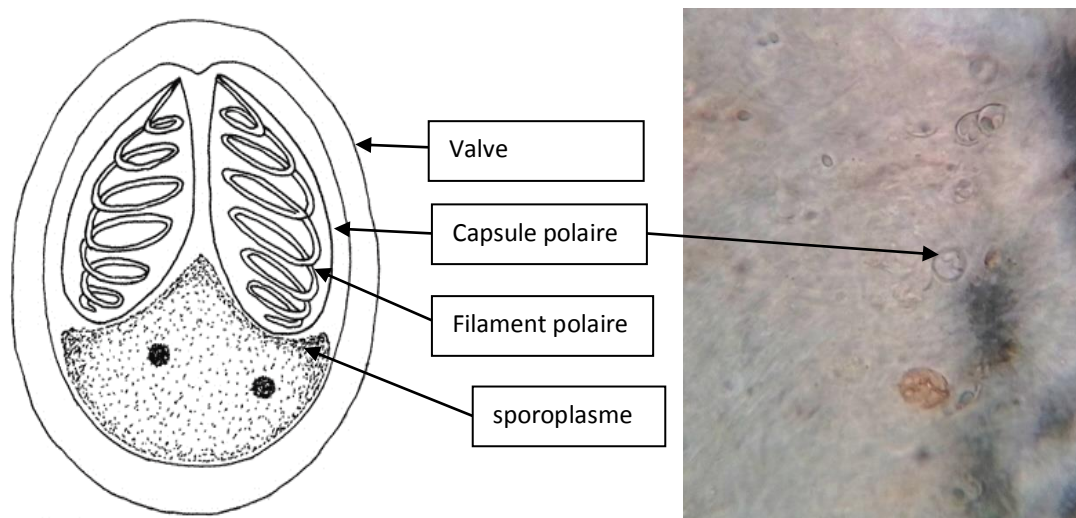 Valve
Capsule polaire
Filament polaire
sporoplasme